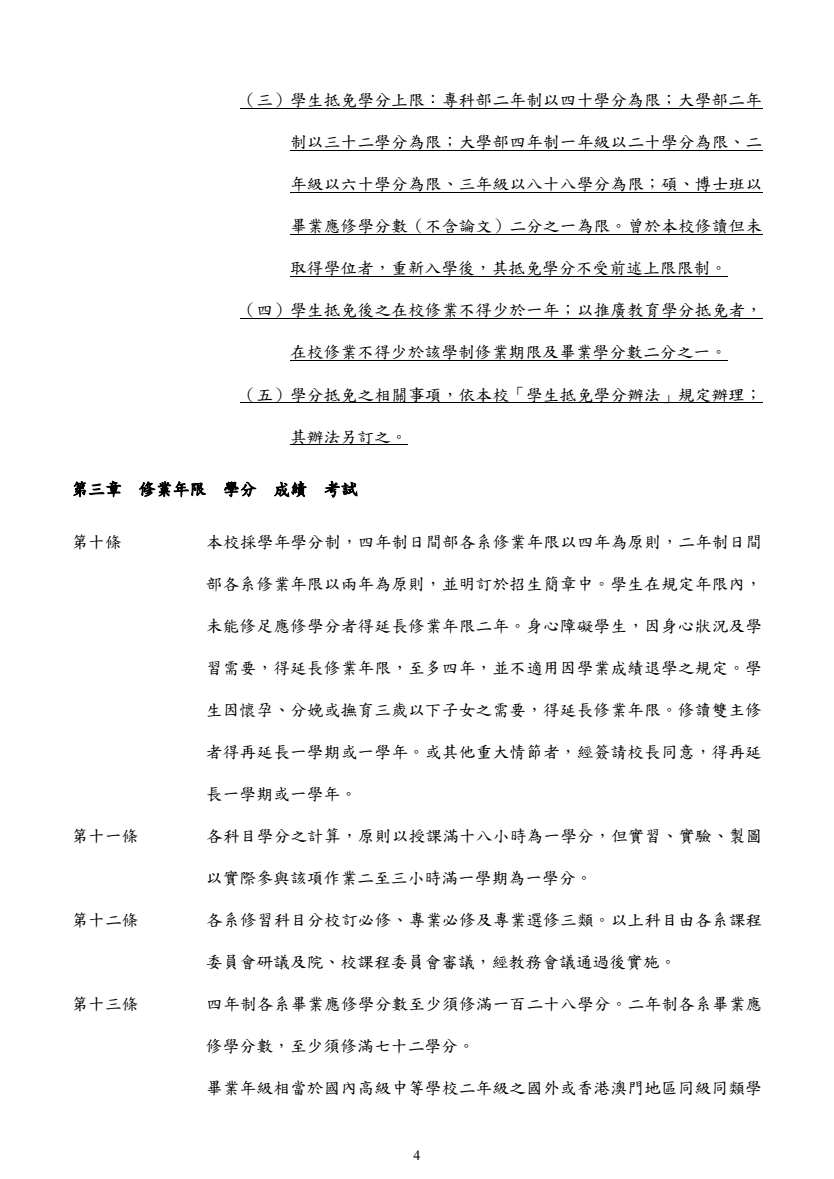 （三）學生抵免學分上限：專科部二年制以四十學分為限；大學部二年
制以三十二學分為限；大學部四年制一年級以二十學分為限、二
年級以六十學分為限、三年級以八十八學分為限；碩、博士班以
畢業應修學分數（不含論文）二分之一為限。曾於本校修讀但未
取得學位者，重新入學後，其抵免學分不受前述上限限制。
（四）學生抵免後之在校修業不得少於一年；以推廣教育學分抵免者，
在校修業不得少於該學制修業期限及畢業學分數二分之一。
（五）學分抵免之相關事項，依本校「學生抵免學分辦法」規定辦理；
其辦法另訂之。
第三章　修業年限　學分　成績　考試
第十條　本校採學年學分制，四年制日間部各系修業年限以四年為原則，二年制日間
部各系修業年限以兩年為原則，並明訂於招生簡章中。學生在規定年限內，
未能修足應修學分者得延長修業年限二年。身心障礙學生，因身心狀況及學
習需要，得延長修業年限，至多四年，並不適用因學業成績退學之規定。學
生因懷孕、分娩或撫育三歲以下子女之需要，得延長修業年限。修讀雙主修
者得再延長一學期或一學年。或其他重大情節者，經簽請校長同意，得再延
長一學期或一學年。
第十一條　各科目學分之計算，原則以授課滿十八小時為一學分，但實習、實驗、製圖
以實際參與該項作業二至三小時滿一學期為一學分。
第十二條　各系修習科目分校訂必修、專業必修及專業選修三類。以上科目由各系課程
委員會研議及院、校課程委員會審議，經教務會議通過後實施。
第十三條　四年制各系畢業應修學分數至少須修滿一百二十八學分。二年制各系畢業應
修學分數，至少須修滿七十二學分。
畢業年級相當於國內高級中等學校二年級之國外或香港澳門地區同級同類學
4